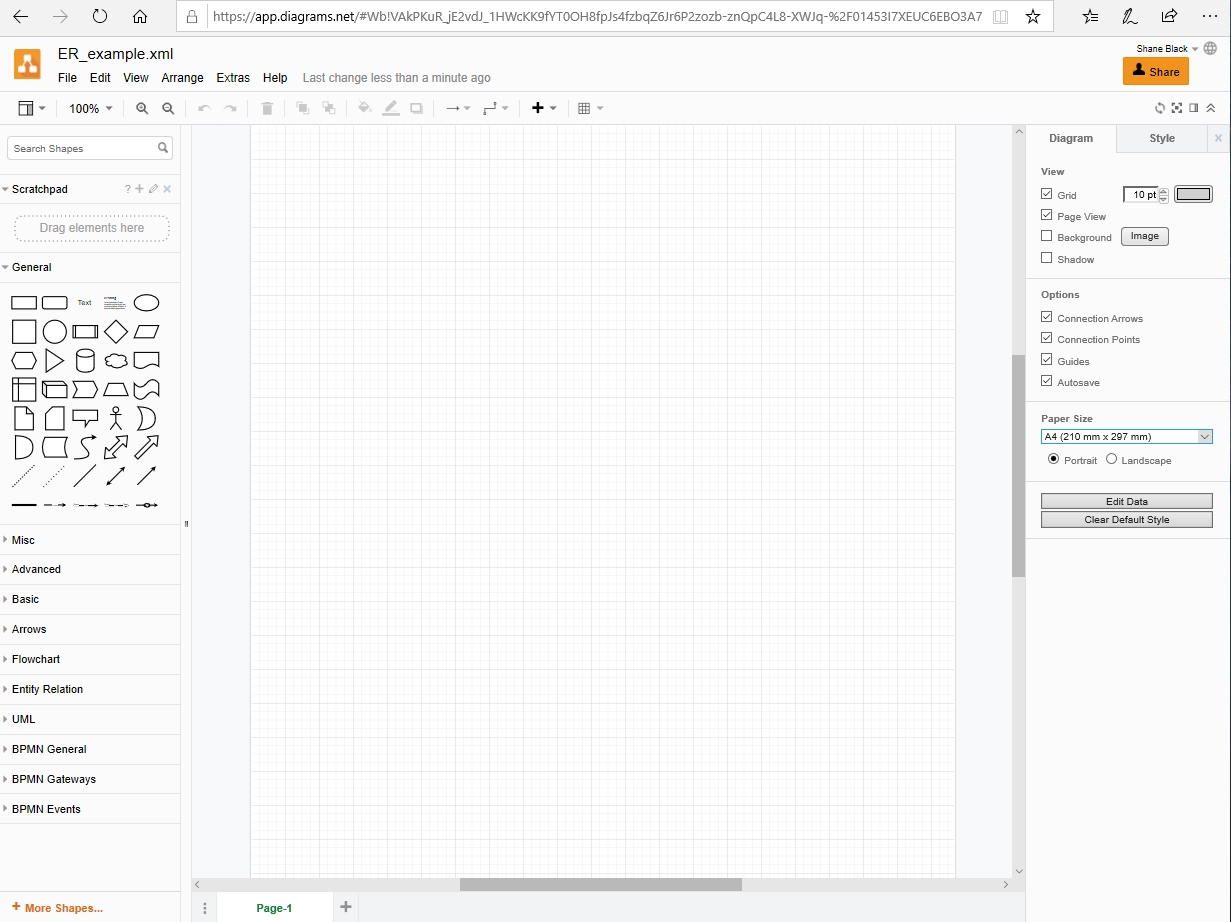 https://app.diagrams.net/#Wb!VAkPKuR_jE2vdJ_1HWcKK9fYT0OH8fpJs4fzbqZ6Jr6P2zozb-znQpC4L8-XWJq-%2F01453I7XEUC6EBO3A7
ER_example.xml
Shane Black
File Edit View Arrange Extras Help Last change less than a minute ago
Share
100%
Search Shapes
Scratchpad
?
Drag elements here
General
Text
Misc
Advanced
Basic
Arrows
Flowchart
Entity Relation
UML
BPMN General
BPMN Gateways
BPMN Events
+ More Shapes...
Page-1
Diagram Style
View
Grid 10 pt
Page View
Background Image
Shadow
Options
Connection Arrows
Connection Points
Guides
Autosave
Paper Size
A4 (210 mm x 297 mm)
Portrait Landscape
Edit Data
Clear Default Style